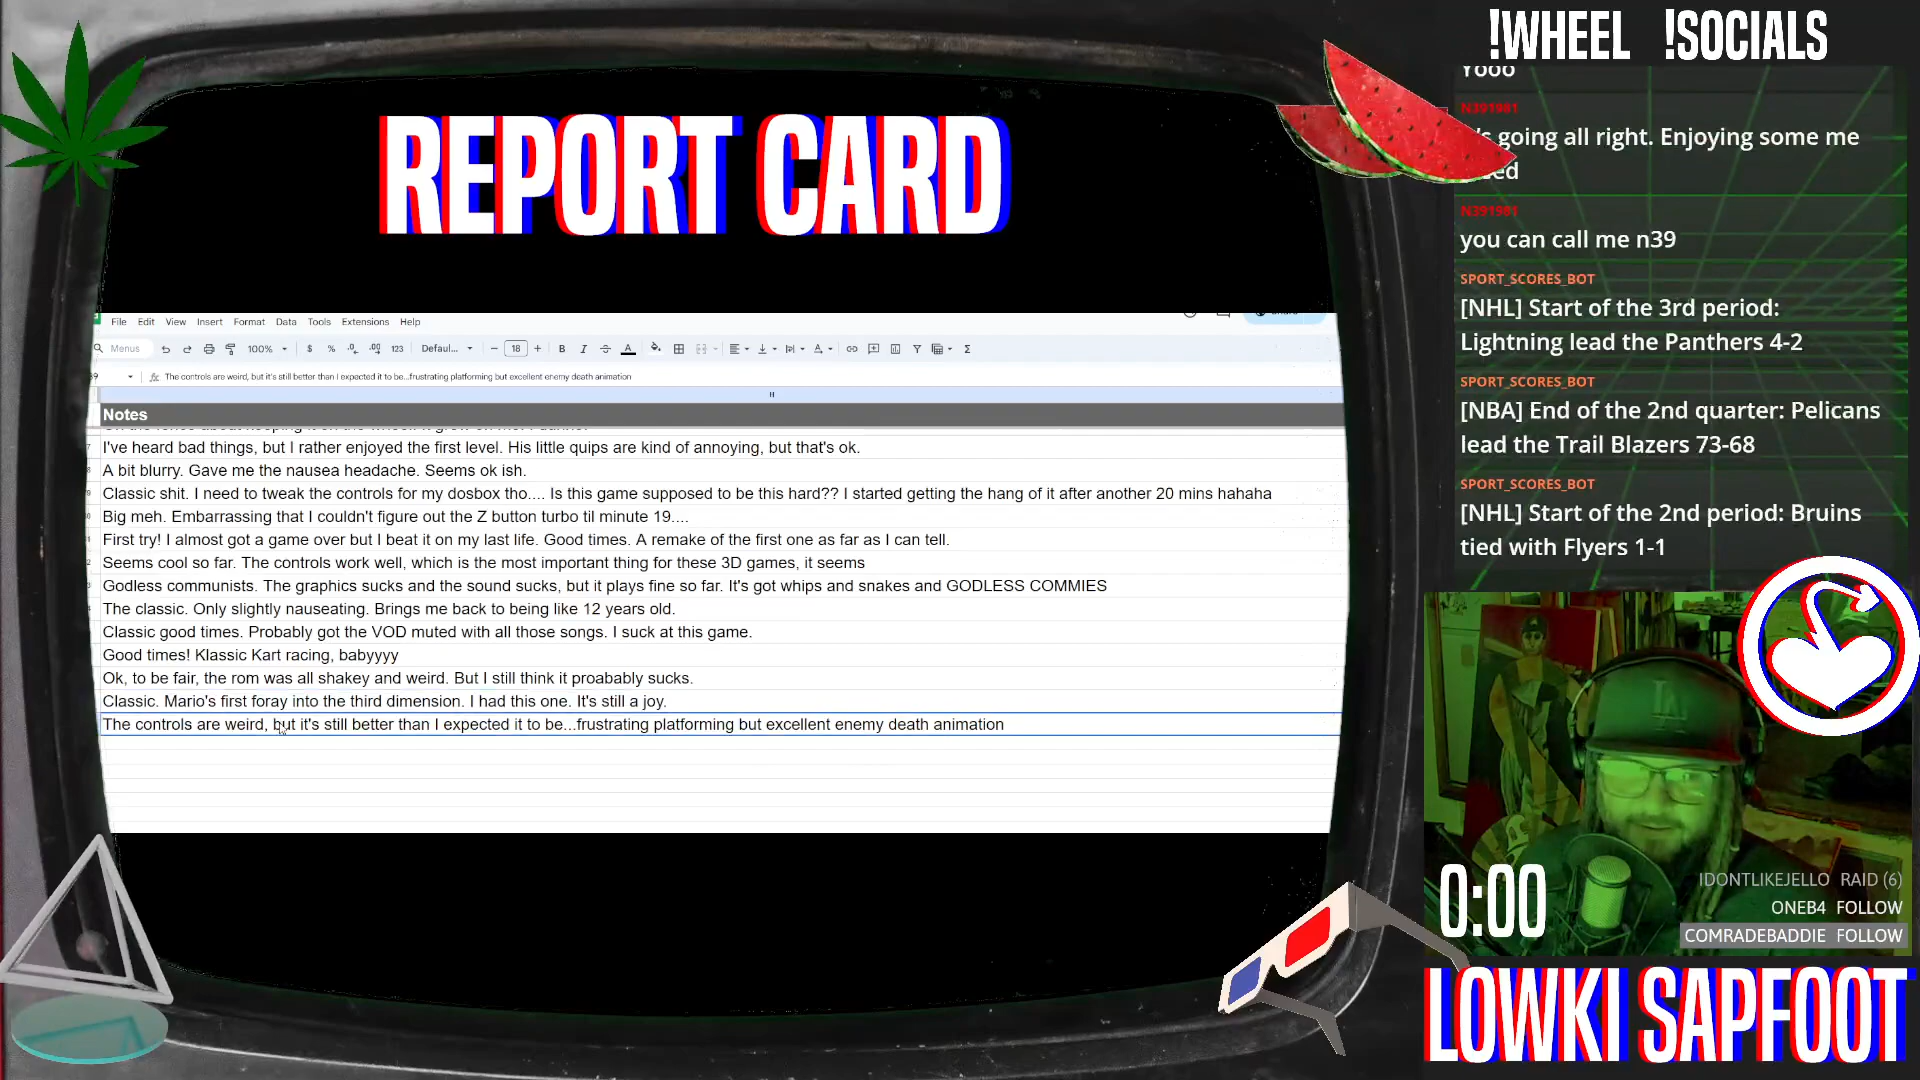 !WHEEL !SOCIALS
REPORT CARD
File Edit View Insert Format Data Tools Extensions Help
Menus 100% $ % .0 .00 123 Defaul... − 18 + B I A Σ
fx The controls are weird, but it's still better than I expected it to be...frustrating platforming but excellent enemy death animation
H
Notes
I've heard bad things, but I rather enjoyed the first level. His little quips are kind of annoying, but that's ok.
A bit blurry. Gave me the nausea headache. Seems ok ish.
Classic shit. I need to tweak the controls for my dosbox tho.... Is this game supposed to be this hard?? I started getting the hang of it after another 20 mins hahaha
Big meh. Embarrassing that I couldn't figure out the Z button turbo til minute 19....
First try! I almost got a game over but I beat it on my last life. Good times. A remake of the first one as far as I can tell.
Seems cool so far. The controls work well, which is the most important thing for these 3D games, it seems
Godless communists. The graphics sucks and the sound sucks, but it plays fine so far. It's got whips and snakes and GODLESS COMMIES
The classic. Only slightly nauseating. Brings me back to being like 12 years old.
Classic good times. Probably got the VOD muted with all those songs. I suck at this game.
Good times! Klassic Kart racing, babyyyy
Ok, to be fair, the rom was all shakey and weird. But I still think it proabably sucks.
Classic. Mario's first foray into the third dimension. I had this one. It's still a joy.
The controls are weird, but it's still better than I expected it to be...frustrating platforming but excellent enemy death animation
Yooo
N391981
going all right. Enjoying some me
N391981
you can call me n39
SPORT_SCORES_BOT
[NHL] Start of the 3rd period:
Lightning lead the Panthers 4-2
SPORT_SCORES_BOT
[NBA] End of the 2nd quarter: Pelicans
lead the Trail Blazers 73-68
SPORT_SCORES_BOT
[NHL] Start of the 2nd period: Bruins
tied with Flyers 1-1
0:00
IDONTLIKEJELLO RAID (6)
ONEB4 FOLLOW
COMRADEBADDIE FOLLOW
LOWKI SAPFOOT